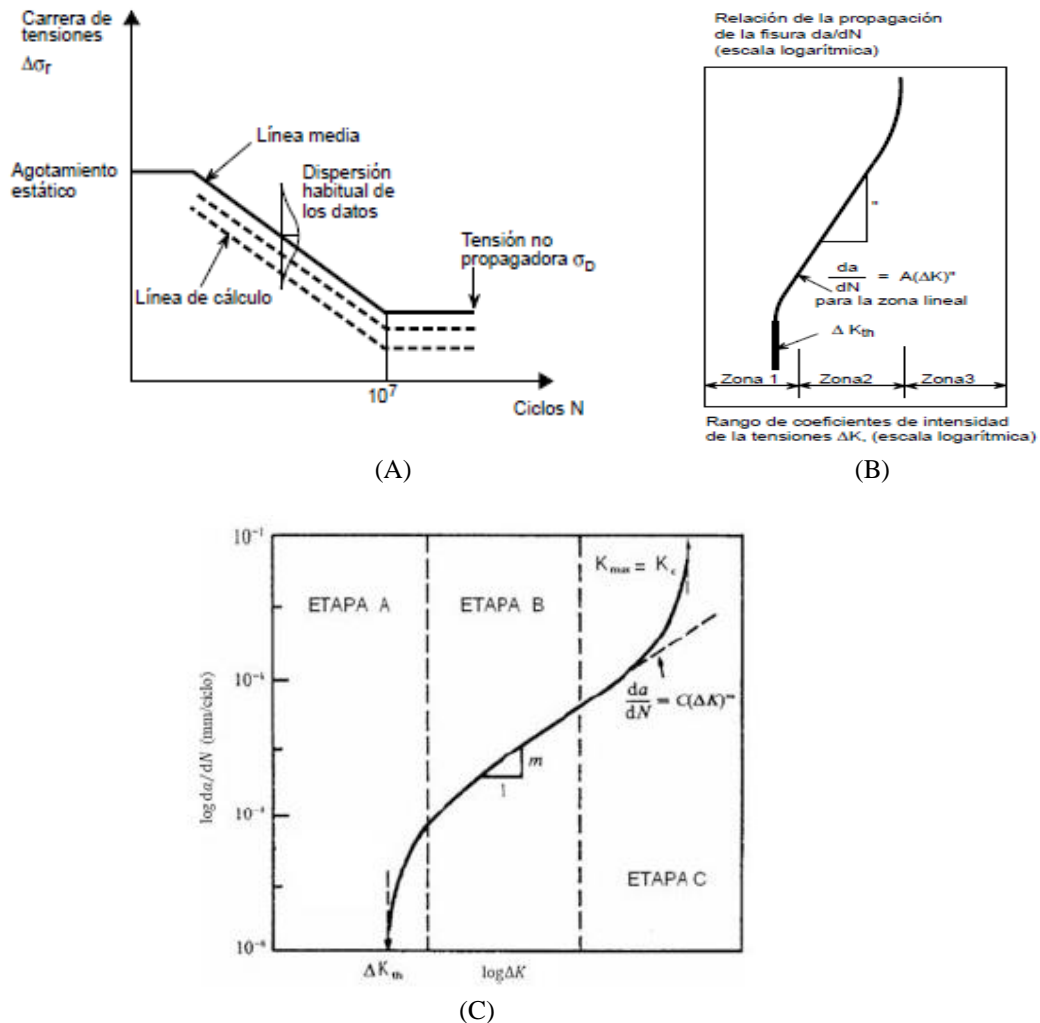 Carrera de
tensiones
Δσr
Línea media
Agotamiento
estático
Dispersión
habitual de
los datos
Tensión no
propagadora σD
Línea de cálculo
10⁷
Ciclos N
(A)
Relación de la propagación
de la fisura da/dN
(escala logarítmica)
da/dN = A(ΔK)ⁿ
para la zona lineal
Δ Kth
Zona 1
Zona2
Zona3
Rango de coeficientes de intensidad
de la tensiones ΔK, (escala logarítmica)
(B)
ETAPA A
ETAPA B
Kmax = Kc
da/dN = C(ΔK)ᵐ
m
1
ETAPA C
log da/dN (mm/ciclo)
ΔKth
logΔK
(C)